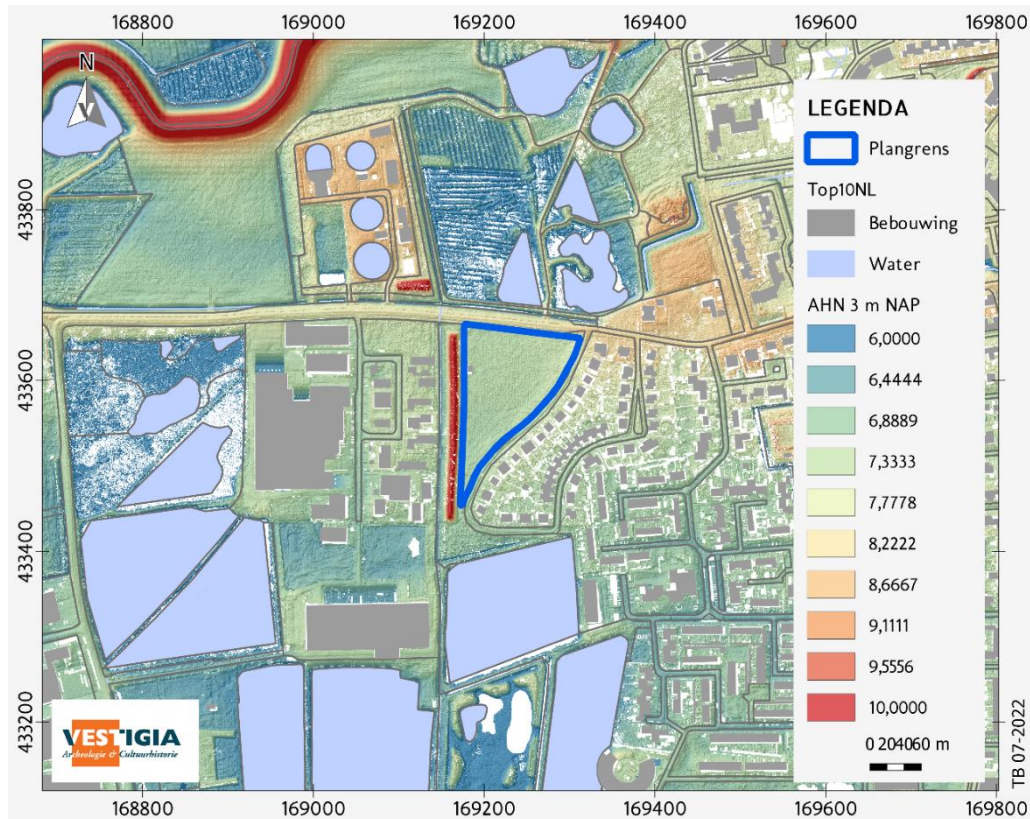 168800 169000 169200 169400 169600 169800
N
433800
433600
433400
433200
LEGENDA
Plangrens
Top10NL
Bebouwing
Water
AHN 3 m NAP
6,0000
6,4444
6,8889
7,3333
7,7778
8,2222
8,6667
9,1111
9,5556
10,0000
0 204060 m
VESTIGIA
Archeologie & Cultuurhistorie
TB 07-2022
168800 169000 169200 169400 169600 169800